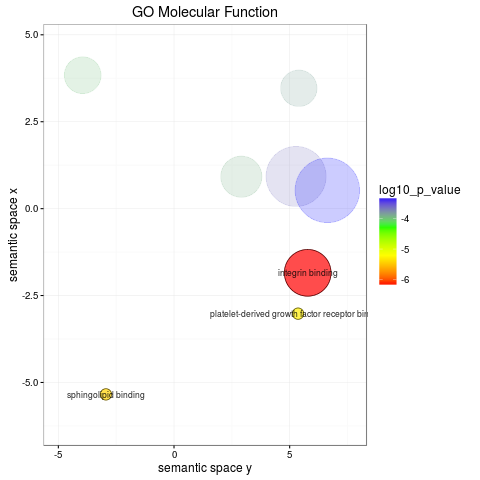 GO Molecular Function
5.0
2.5
0.0
-2.5
-5.0
semantic space x
integrin binding
platelet-derived growth factor receptor bin
sphingolipid binding
-5
0
5
semantic space y
log10_p_value
-4
-5
-6